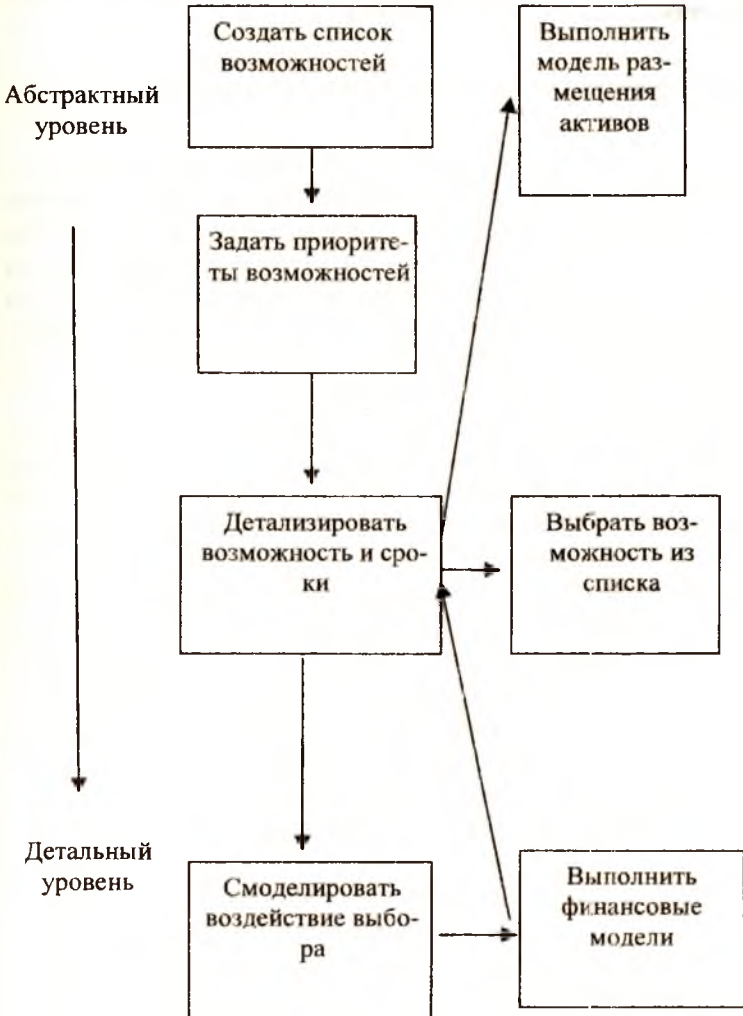 Создать список
возможностей
Выполнить
модель раз-
мещения
активов
Абстрактный
уровень
Задать приорите-
ты возможностей
Детализировать
возможность и сро-
ки
Выбрать воз-
можность из
списка
Детальный
уровень
Смоделировать
воздействие выбо-
ра
Выполнить
финансовые
модели